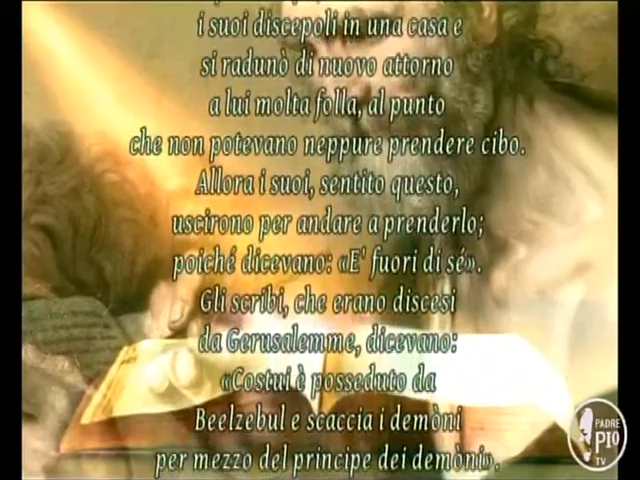 i suoi discepoli in una casa e
si radunò di nuovo attorno
a lui molta folla, al punto
che non potevano neppure prendere cibo.
Allora i suoi, sentito questo,
uscirono per andare a prenderlo;
poiché dicevano: «E' fuori di sé».
Gli scribi, che erano discesi
da Gerusalemme, dicevano:
«Costui è posseduto da
Beelzebul e scaccia i demòni
per mezzo del principe dei demòni».
PADRE
PIO
TV